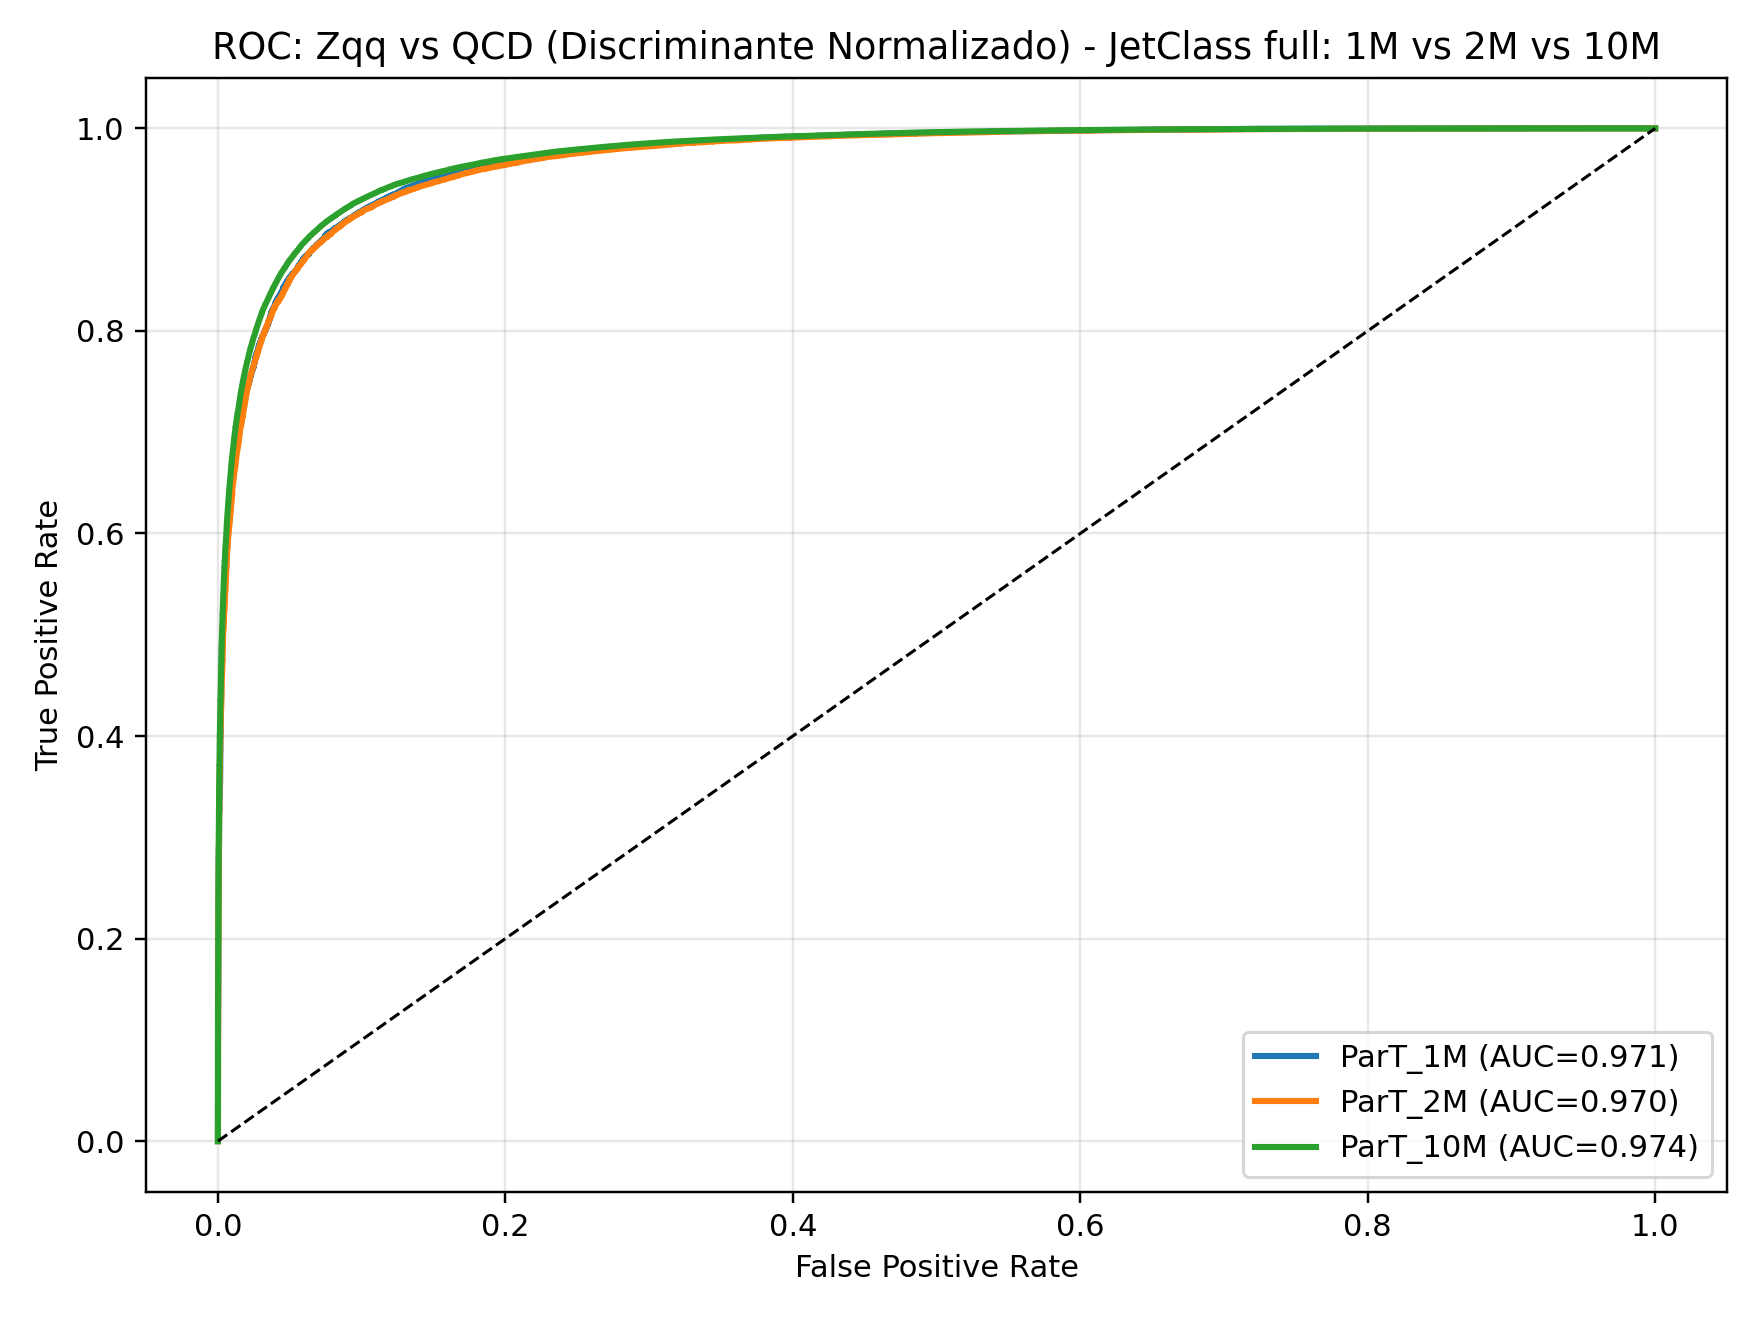 ROC: Zqq vs QCD (Discriminante Normalizado) - JetClass full: 1M vs 2M vs 10M
1.0
0.8
0.6
0.4
0.2
0.0
True Positive Rate
0.0 0.2 0.4 0.6 0.8 1.0
False Positive Rate
ParT_1M (AUC=0.971)
ParT_2M (AUC=0.970)
ParT_10M (AUC=0.974)